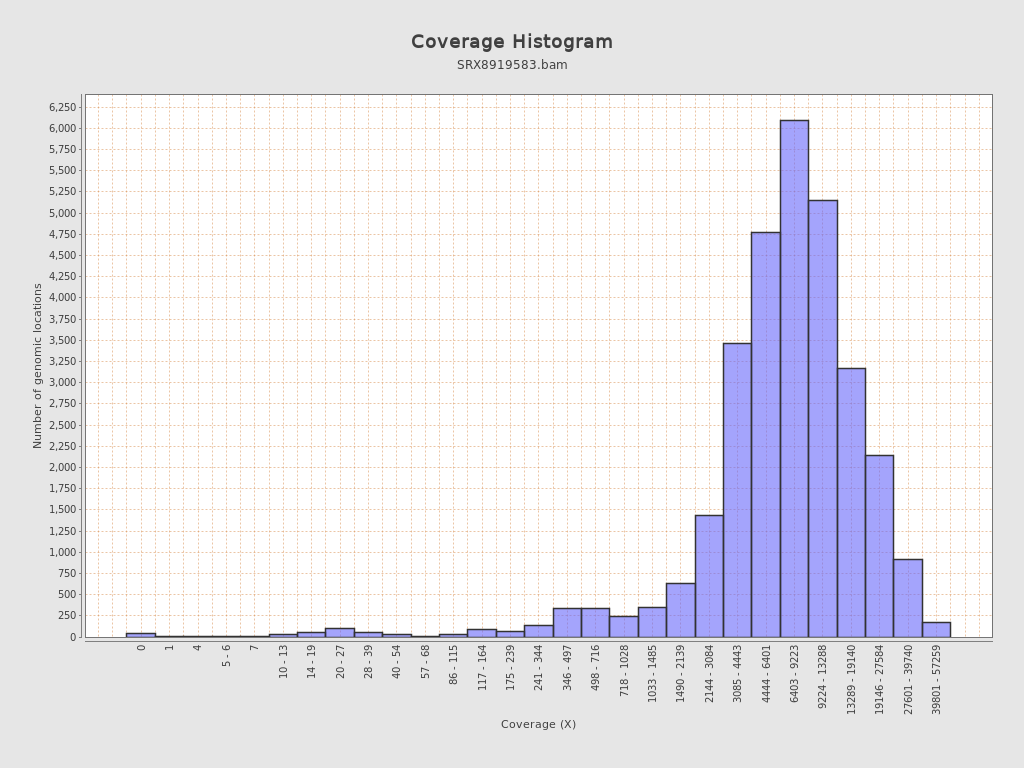 Coverage Histogram
SRX8919583.bam
6,250
6,000
5,750
5,500
5,250
5,000
4,750
4,500
4,250
4,000
3,750
3,500
3,250
3,000
2,750
2,500
2,250
2,000
1,750
1,500
1,250
1,000
750
500
250
0
Number of genomic locations
0
1
4
5 - 6
7
10 - 13
14 - 19
20 - 27
28 - 39
40 - 54
57 - 68
86 - 115
117 - 164
175 - 239
241 - 344
346 - 497
498 - 716
718 - 1028
1033 - 1485
1490 - 2139
2144 - 3084
3085 - 4443
4444 - 6401
6403 - 9223
9224 - 13288
13289 - 19140
19146 - 27584
27601 - 39740
39801 - 57259
Coverage (X)